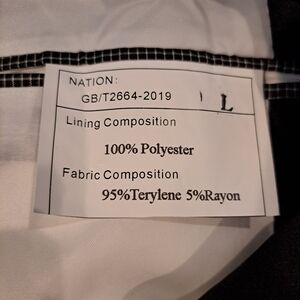 NATION:
GB/T2664-2019 L
Lining Composition
100% Polyester
Fabric Composition
95%Terylene 5%Rayon